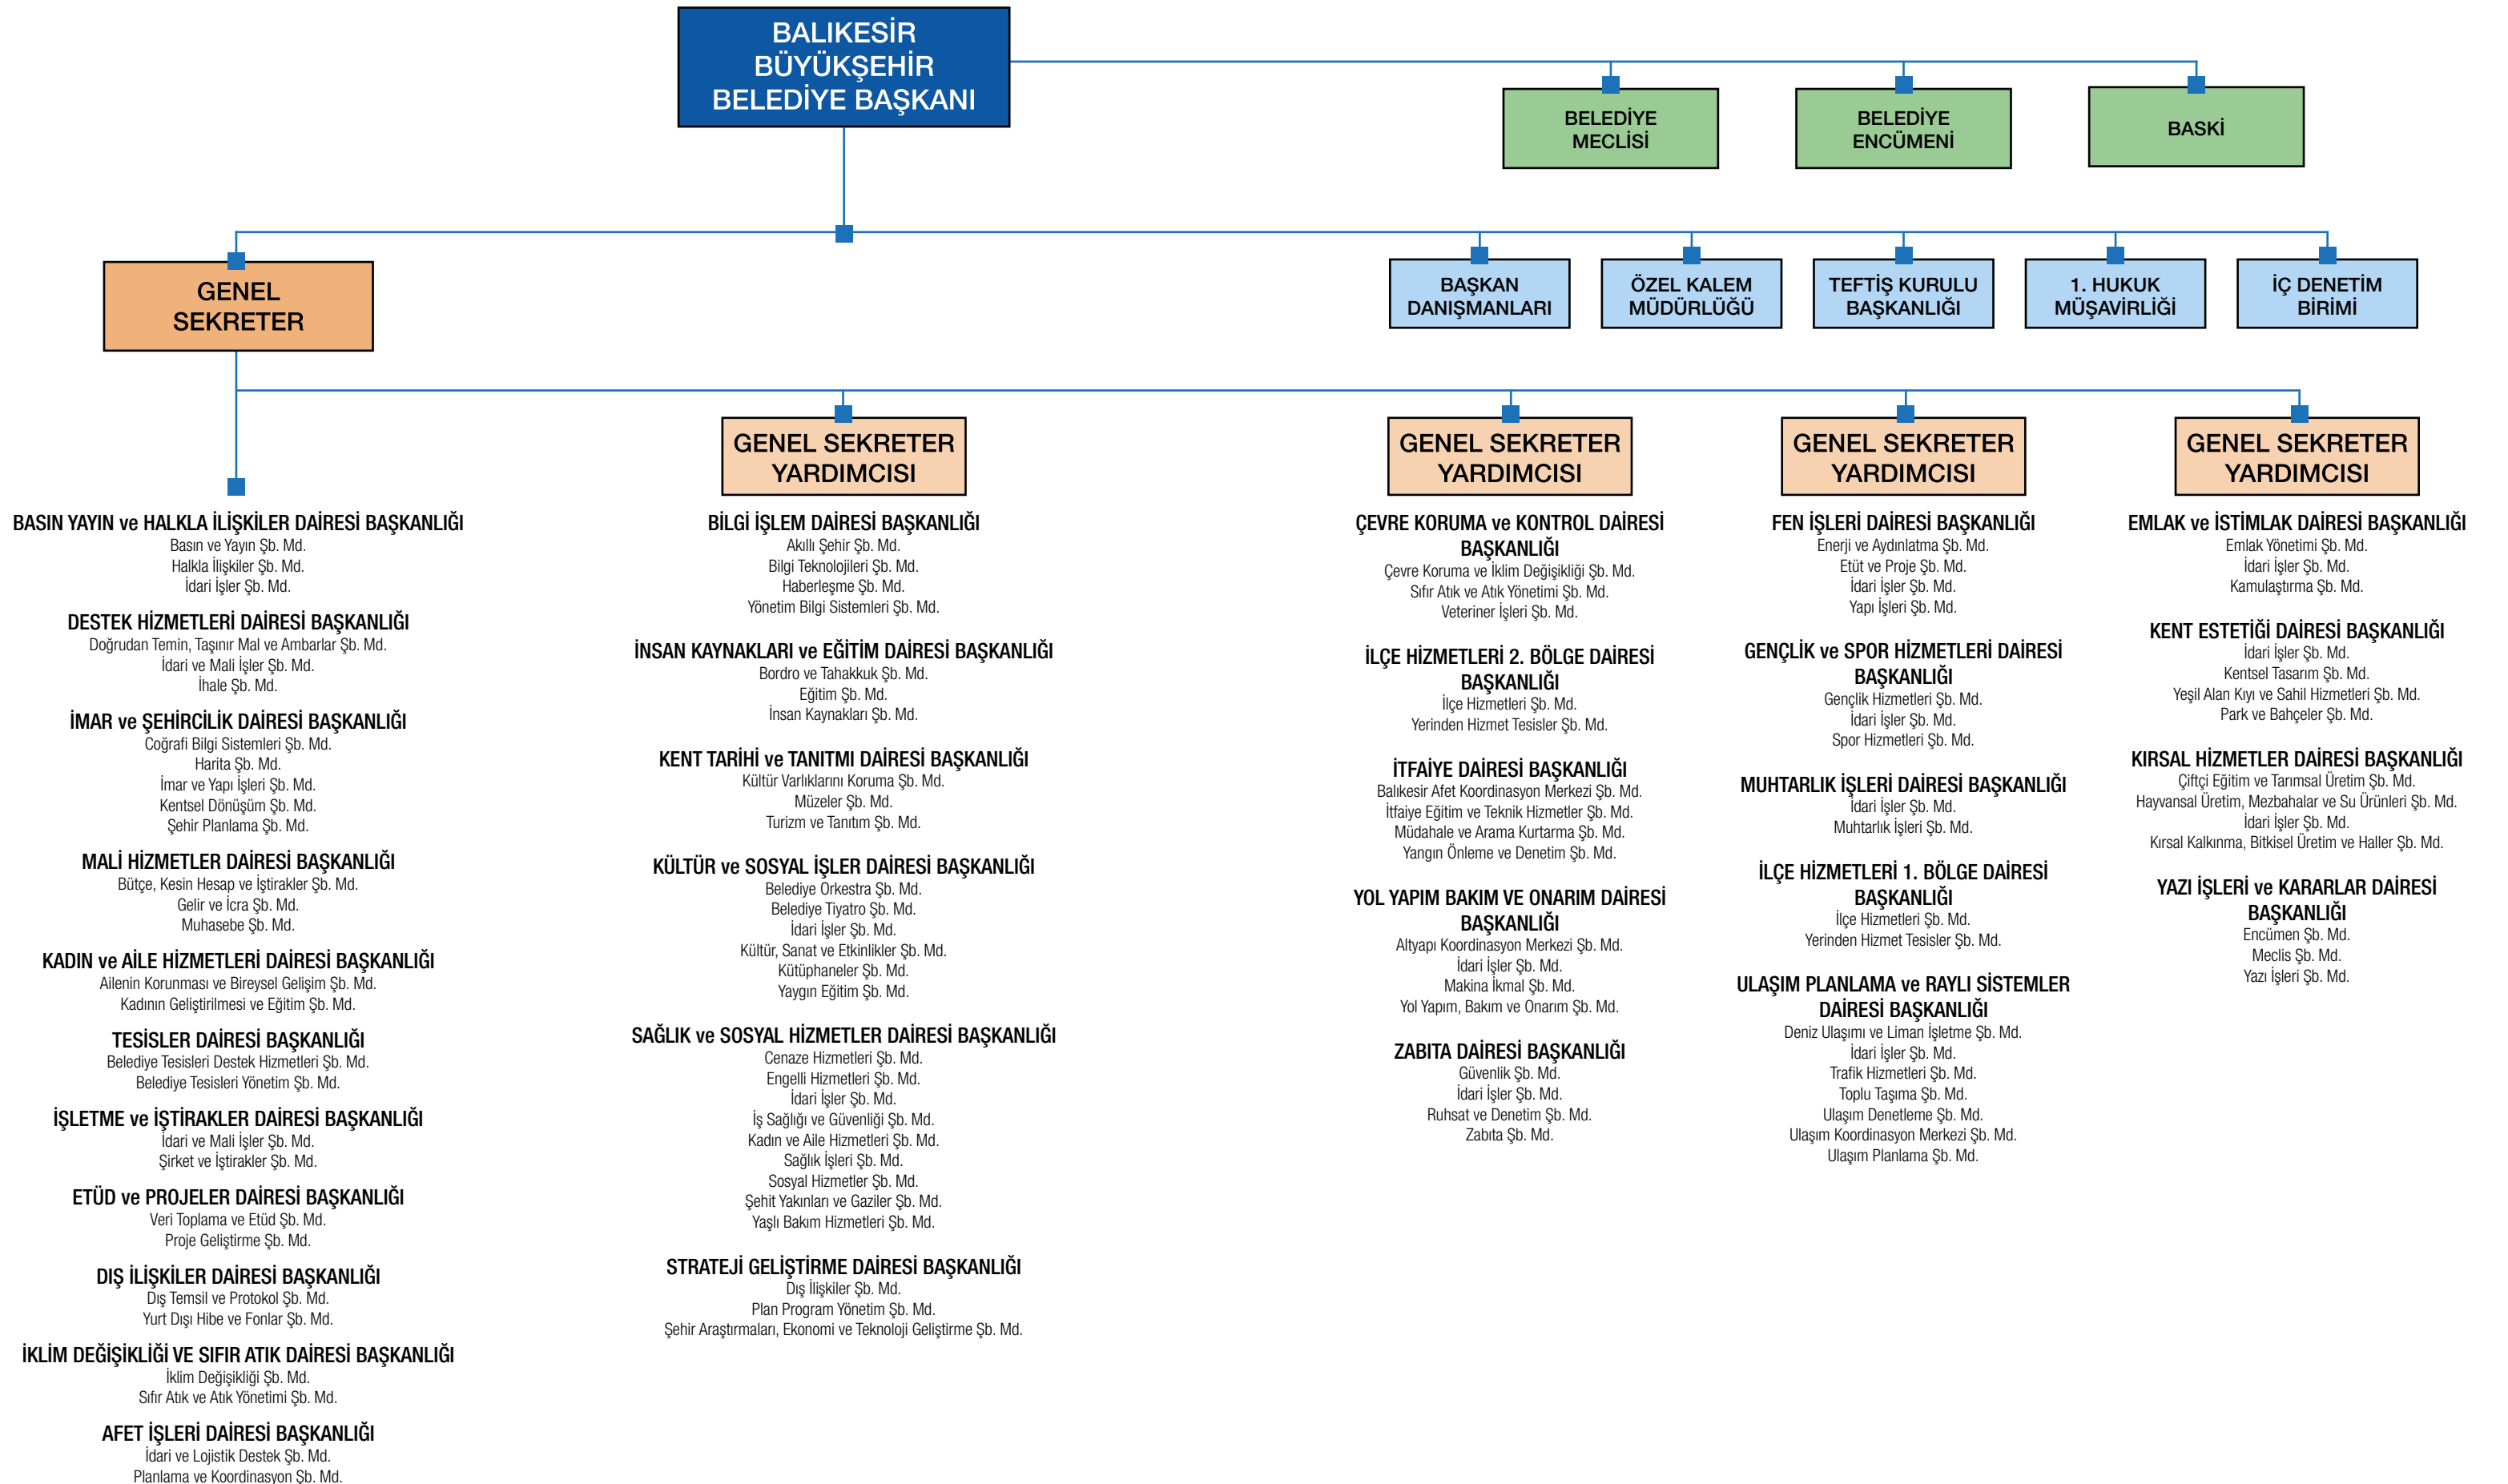 BALIKESİR
BÜYÜKŞEHİR
BELEDİYE BAŞKANI
BELEDİYE
MECLİSİ
BELEDİYE
ENCÜMENİ
BASKİ
GENEL
SEKRETER
BAŞKAN
DANIŞMANLARI
ÖZEL KALEM
MÜDÜRLÜĞÜ
TEFTİŞ KURULU
BAŞKANLIĞI
1. HUKUK
MÜŞAVİRLİĞİ
İÇ DENETİM
BİRİMİ
BASIN YAYIN ve HALKLA İLİŞKİLER DAİRESİ BAŞKANLIĞI
Basın ve Yayın Şb. Md.
Halkla İlişkiler Şb. Md.
İdari İşler Şb. Md.
DESTEK HİZMETLERİ DAİRESİ BAŞKANLIĞI
Doğrudan Temin, Taşınır Mal ve Ambarlar Şb. Md.
İdari ve Mali İşler Şb. Md.
İhale Şb. Md.
İMAR ve ŞEHİRCİLİK DAİRESİ BAŞKANLIĞI
Coğrafi Bilgi Sistemleri Şb. Md.
Harita Şb. Md.
İmar ve Yapı İşleri Şb. Md.
Kentsel Dönüşüm Şb. Md.
Şehir Planlama Şb. Md.
MALİ HİZMETLER DAİRESİ BAŞKANLIĞI
Bütçe, Kesin Hesap ve İştirakler Şb. Md.
Gelir ve İcra Şb. Md.
Muhasebe Şb. Md.
KADIN ve AİLE HİZMETLERİ DAİRESİ BAŞKANLIĞI
Ailenin Korunması ve Bireysel Gelişim Şb. Md.
Kadının Geliştirilmesi ve Eğitim Şb. Md.
TESİSLER DAİRESİ BAŞKANLIĞI
Belediye Tesisleri Destek Hizmetleri Şb. Md.
Belediye Tesisleri Yönetim Şb. Md.
İŞLETME ve İŞTİRAKLER DAİRESİ BAŞKANLIĞI
İdari ve Mali İşler Şb. Md.
Şirket ve İştirakler Şb. Md.
ETÜD ve PROJELER DAİRESİ BAŞKANLIĞI
Veri Toplama ve Etüd Şb. Md.
Proje Geliştirme Şb. Md.
DIŞ İLİŞKİLER DAİRESİ BAŞKANLIĞI
Dış Temsil ve Protokol Şb. Md.
Yurt Dışı Hibe ve Fonlar Şb. Md.
İKLİM DEĞİŞİKLİĞİ VE SIFIR ATIK DAİRESİ BAŞKANLIĞI
İklim Değişikliği Şb. Md.
Sıfır Atık ve Atık Yönetimi Şb. Md.
AFET İŞLERİ DAİRESİ BAŞKANLIĞI
İdari ve Lojistik Destek Şb. Md.
Planlama ve Koordinasyon Şb. Md.
GENEL SEKRETER
YARDIMCISI
BİLGİ İŞLEM DAİRESİ BAŞKANLIĞI
Akıllı Şehir Şb. Md.
Bilgi Teknolojileri Şb. Md.
Haberleşme Şb. Md.
Yönetim Bilgi Sistemleri Şb. Md.
İNSAN KAYNAKLARI ve EĞİTİM DAİRESİ BAŞKANLIĞI
Bordro ve Tahakkuk Şb. Md.
Eğitim Şb. Md.
İnsan Kaynakları Şb. Md.
KENT TARİHİ ve TANITMI DAİRESİ BAŞKANLIĞI
Kültür Varlıklarını Koruma Şb. Md.
Müzeler Şb. Md.
Turizm ve Tanıtım Şb. Md.
KÜLTÜR ve SOSYAL İŞLER DAİRESİ BAŞKANLIĞI
Belediye Orkestra Şb. Md.
Belediye Tiyatro Şb. Md.
İdari İşler Şb. Md.
Kültür, Sanat ve Etkinlikler Şb. Md.
Kütüphaneler Şb. Md.
Yaygın Eğitim Şb. Md.
SAĞLIK ve SOSYAL HİZMETLER DAİRESİ BAŞKANLIĞI
Cenaze Hizmetleri Şb. Md.
Engelli Hizmetleri Şb. Md.
İdari İşler Şb. Md.
İş Sağlığı ve Güvenliği Şb. Md.
Kadın ve Aile Hizmetleri Şb. Md.
Sağlık İşleri Şb. Md.
Sosyal Hizmetler Şb. Md.
Şehit Yakınları ve Gaziler Şb. Md.
Yaşlı Bakım Hizmetleri Şb. Md.
STRATEJİ GELİŞTİRME DAİRESİ BAŞKANLIĞI
Dış İlişkiler Şb. Md.
Plan Program Yönetim Şb. Md.
Şehir Araştırmaları, Ekonomi ve Teknoloji Geliştirme Şb. Md.
GENEL SEKRETER
YARDIMCISI
ÇEVRE KORUMA ve KONTROL DAİRESİ
BAŞKANLIĞI
Çevre Koruma ve İklim Değişikliği Şb. Md.
Sıfır Atık ve Atık Yönetimi Şb. Md.
Veteriner İşleri Şb. Md.
İLÇE HİZMETLERİ 2. BÖLGE DAİRESİ
BAŞKANLIĞI
İlçe Hizmetleri Şb. Md.
Yerinden Hizmet Tesisler Şb. Md.
İTFAİYE DAİRESİ BAŞKANLIĞI
Balıkesir Afet Koordinasyon Merkezi Şb. Md.
İtfaiye Eğitim ve Teknik Hizmetler Şb. Md.
Müdahale ve Arama Kurtarma Şb. Md.
Yangın Önleme ve Denetim Şb. Md.
YOL YAPIM BAKIM VE ONARIM DAİRESİ
BAŞKANLIĞI
Altyapı Koordinasyon Merkezi Şb. Md.
İdari İşler Şb. Md.
Makina İkmal Şb. Md.
Yol Yapım, Bakım ve Onarım Şb. Md.
ZABITA DAİRESİ BAŞKANLIĞI
Güvenlik Şb. Md.
İdari İşler Şb. Md.
Ruhsat ve Denetim Şb. Md.
Zabıta Şb. Md.
GENEL SEKRETER
YARDIMCISI
FEN İŞLERİ DAİRESİ BAŞKANLIĞI
Enerji ve Aydınlatma Şb. Md.
Etüt ve Proje Şb. Md.
İdari İşler Şb. Md.
Yapı İşleri Şb. Md.
GENÇLİK ve SPOR HİZMETLERİ DAİRESİ
BAŞKANLIĞI
Gençlik Hizmetleri Şb. Md.
İdari İşler Şb. Md.
Spor Hizmetleri Şb. Md.
MUHTARLIK İŞLERİ DAİRESİ BAŞKANLIĞI
İdari İşler Şb. Md.
Muhtarlık İşleri Şb. Md.
İLÇE HİZMETLERİ 1. BÖLGE DAİRESİ
BAŞKANLIĞI
İlçe Hizmetleri Şb. Md.
Yerinden Hizmet Tesisler Şb. Md.
ULAŞIM PLANLAMA ve RAYLI SİSTEMLER
DAİRESİ BAŞKANLIĞI
Deniz Ulaşımı ve Liman İşletme Şb. Md.
İdari İşler Şb. Md.
Trafik Hizmetleri Şb. Md.
Toplu Taşıma Şb. Md.
Ulaşım Denetleme Şb. Md.
Ulaşım Koordinasyon Merkezi Şb. Md.
Ulaşım Planlama Şb. Md.
GENEL SEKRETER
YARDIMCISI
EMLAK ve İSTİMLAK DAİRESİ BAŞKANLIĞI
Emlak Yönetimi Şb. Md.
İdari İşler Şb. Md.
Kamulaştırma Şb. Md.
KENT ESTETİĞİ DAİRESİ BAŞKANLIĞI
İdari İşler Şb. Md.
Kentsel Tasarım Şb. Md.
Yeşil Alan Kıyı ve Sahil Hizmetleri Şb. Md.
Park ve Bahçeler Şb. Md.
KIRSAL HİZMETLER DAİRESİ BAŞKANLIĞI
Çiftçi Eğitim ve Tarımsal Üretim Şb. Md.
Hayvansal Üretim, Mezbahalar ve Su Ürünleri Şb. Md.
İdari İşler Şb. Md.
Kırsal Kalkınma, Bitkisel Üretim ve Haller Şb. Md.
YAZI İŞLERİ ve KARARLAR DAİRESİ
BAŞKANLIĞI
Encümen Şb. Md.
Meclis Şb. Md.
Yazı İşleri Şb. Md.